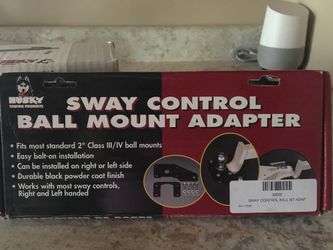 HUSKY
TOWING PRODUCTS
SWAY CONTROL
BALL MOUNT ADAPTER
• Fits most standard 2" Class III/IV ball mounts
• Easy bolt-on installation
• Can be installed on right or left side
• Durable black powder coat finish
• Works with most sway controls,
Right and Left handed
SWAY CONTROL BALL MT ADAP